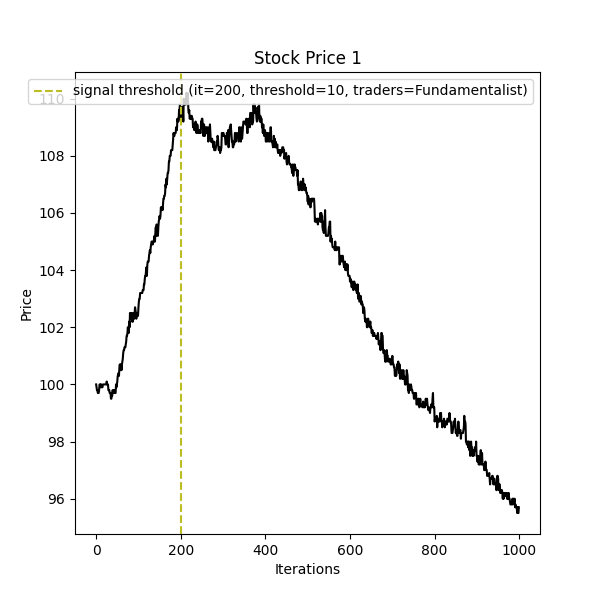 Stock Price 1
signal threshold (it=200, threshold=10, traders=Fundamentalist)
110
108
106
104
102
100
98
96
Price
0 200 400 600 800 1000
Iterations